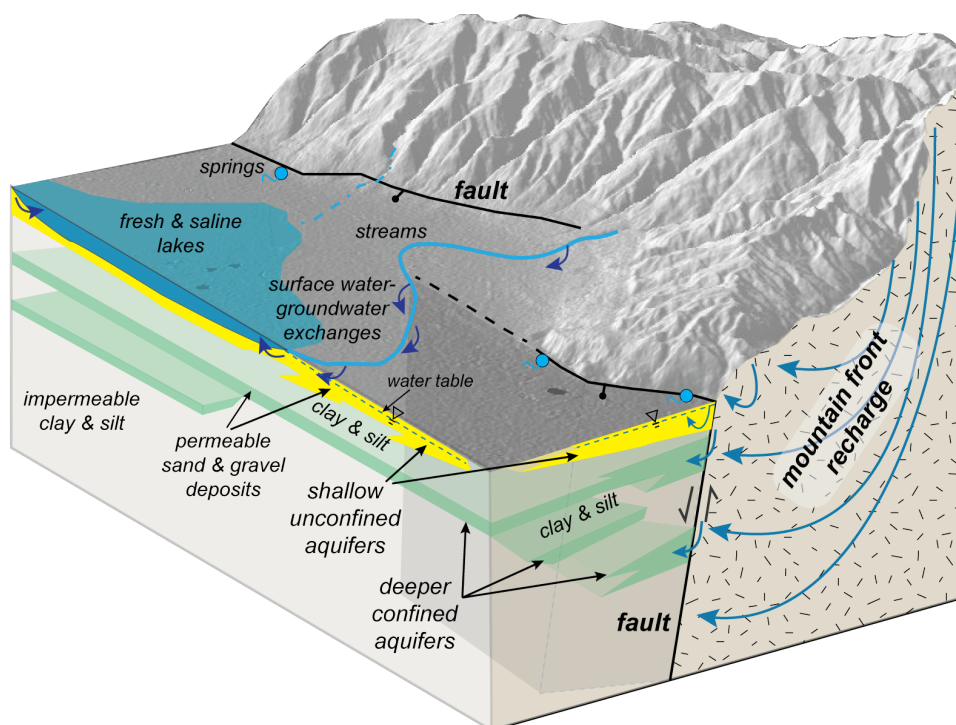 springs
fault
fresh & saline
lakes
streams
surface water-
groundwater
exchanges
water table
impermeable
clay & silt
permeable
sand & gravel
deposits
clay & silt
shallow
unconfined
aquifers
clay & silt
deeper
confined
aquifers
fault
mountain front
recharge